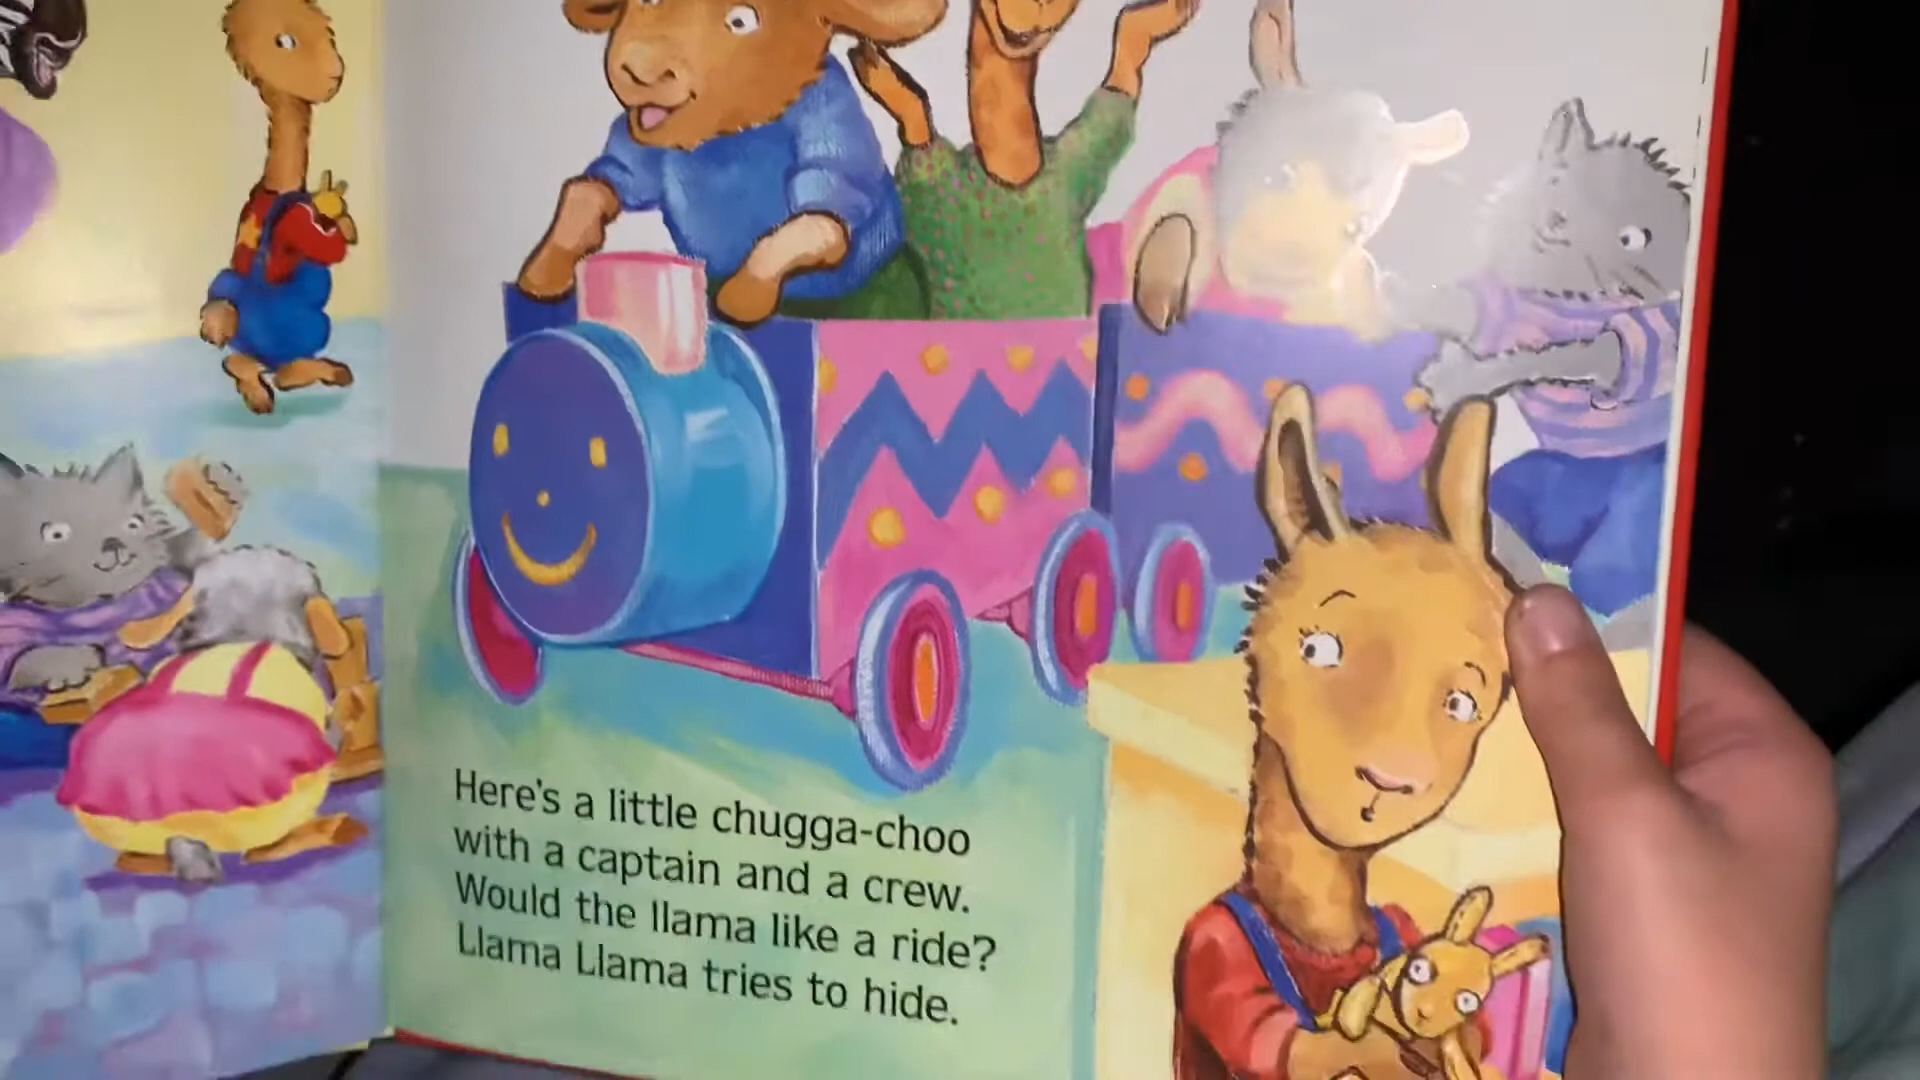 Here's a little chugga-choo
with a captain and a crew.
Would the llama like a ride?
Llama Llama tries to hide.